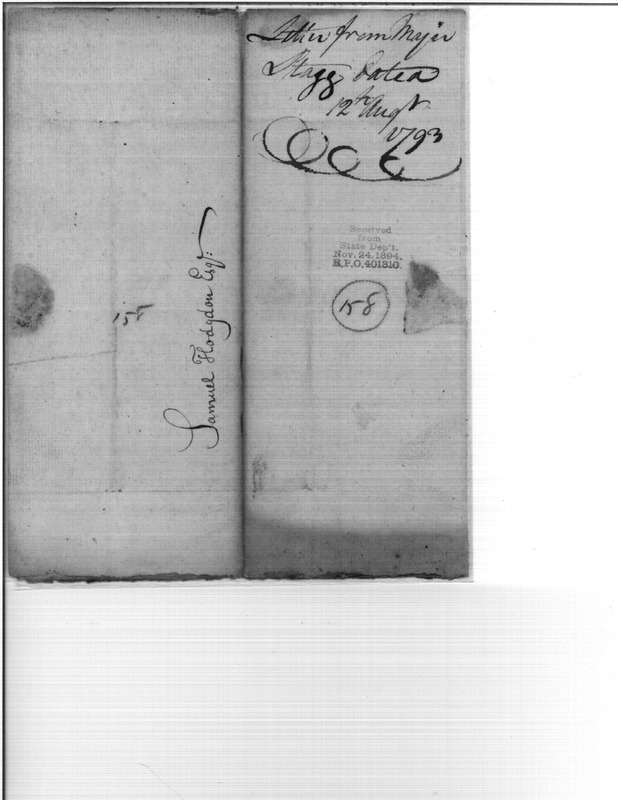 Letter from Major
Stagg dated
12th Augt
1793
Received
from
State Dep't.
Nov. 24. 1894.
R.P.O. 401310.
158
158
Samuel Hodgdon Esqr.